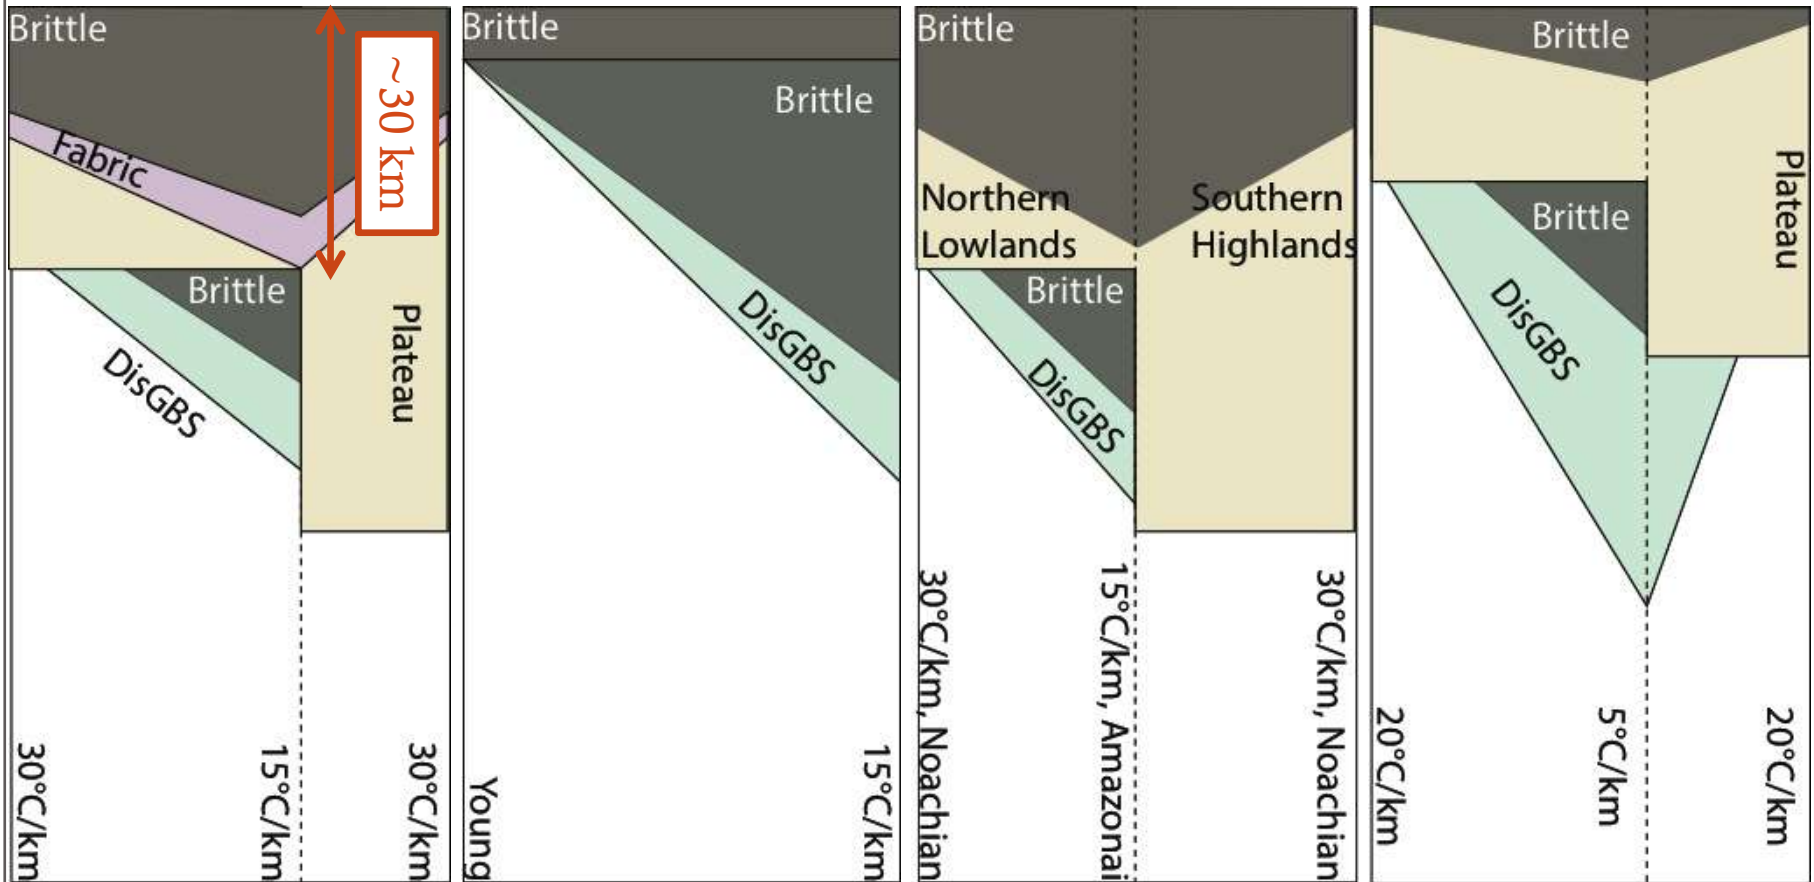 Brittle
~30 km
Fabric
Brittle
DisGBS
Plateau
30°C/km
15°C/km
30°C/km
Brittle
Brittle
DisGBS
Young
15°C/km
Brittle
Northern
Lowlands
Southern
Highlands
Brittle
DisGBS
30°C/km, Noachian
15°C/km, Amazonai
30°C/km, Noachian
Brittle
Plateau
Brittle
DisGBS
20°C/km
5°C/km
20°C/km